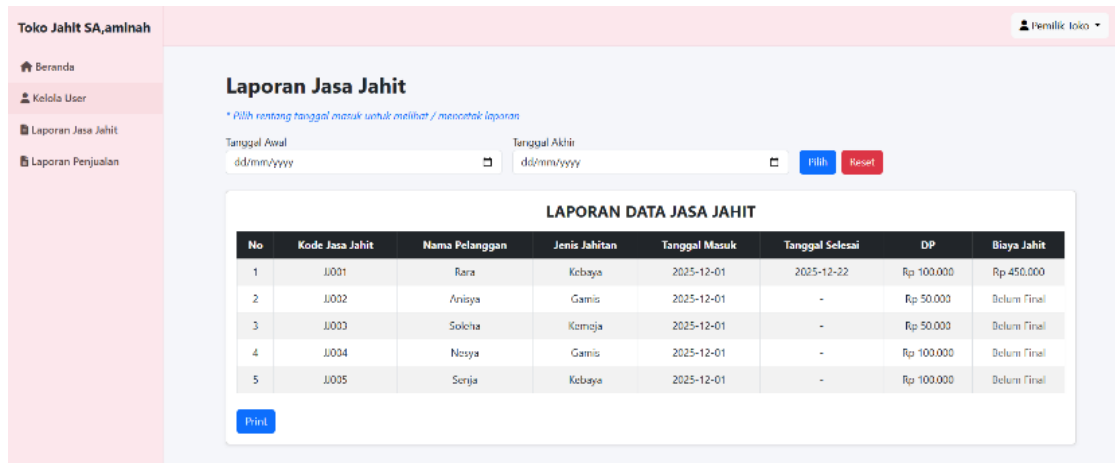 Toko Jahit SA,aminah
Pemilik Toko
Beranda
Kelola User
Laporan Jasa Jahit
Laporan Penjualan
Laporan Jasa Jahit
* Pilih rentang tanggal masuk untuk melihat / mencetak laporan
Tanggal Awal Tanggal Akhir
dd/mm/yyyy dd/mm/yyyy Pilih Reset
LAPORAN DATA JASA JAHIT
No Kode Jasa Jahit Nama Pelanggan Jenis Jahitan Tanggal Masuk Tanggal Selesai DP Biaya Jahit
1 JJ001 Rara Kebaya 2025-12-01 2025-12-22 Rp 100.000 Rp 450.000
2 JJ002 Anisya Gamis 2025-12-01 - Rp 50.000 Belum Final
3 JJ003 Soleha Kemeja 2025-12-01 - Rp 50.000 Belum Final
4 JJ004 Nesya Gamis 2025-12-01 - Rp 100.000 Belum Final
5 JJ005 Senja Kebaya 2025-12-01 - Rp 100.000 Belum Final
Print